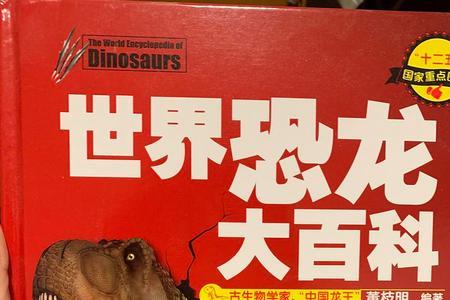 The World Encyclopedia of
Dinosaurs
"十二五
国家重点
世界恐龙
大百科
古生物学家、"中国龙王" 董枝明 编著